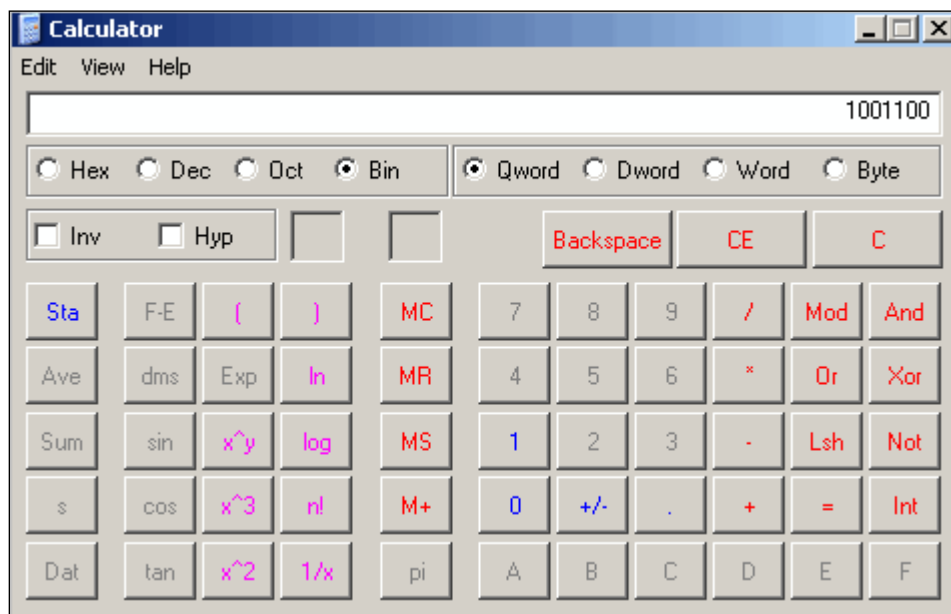 Calculator
Edit View Help
1001100
Hex Dec Oct Bin Qword Dword Word Byte
Inv Hyp Backspace CE C
Sta F-E ( ) MC 7 8 9 / Mod And
Ave dms Exp ln MR 4 5 6 * Or Xor
Sum sin x^y log MS 1 2 3 - Lsh Not
s cos x^3 n! M+ 0 +/- . + = Int
Dat tan x^2 1/x pi A B C D E F